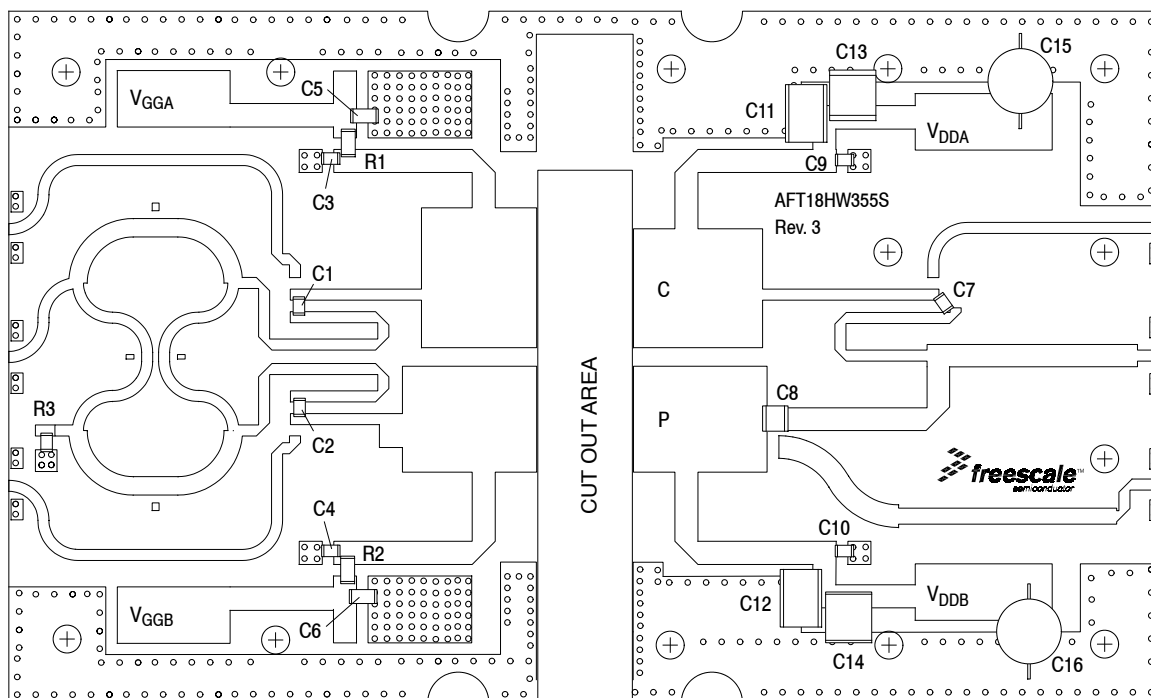 C15
C13
C5
VGGA
C11
VDDA
R1
C9
C3
AFT18HW355S
Rev. 3
C1
C
C7
CUT OUT AREA
C8
R3
P
C2
freescale™
semiconductor
C4
C10
R2
VGGB
C6
C12
VDDB
C14
C16